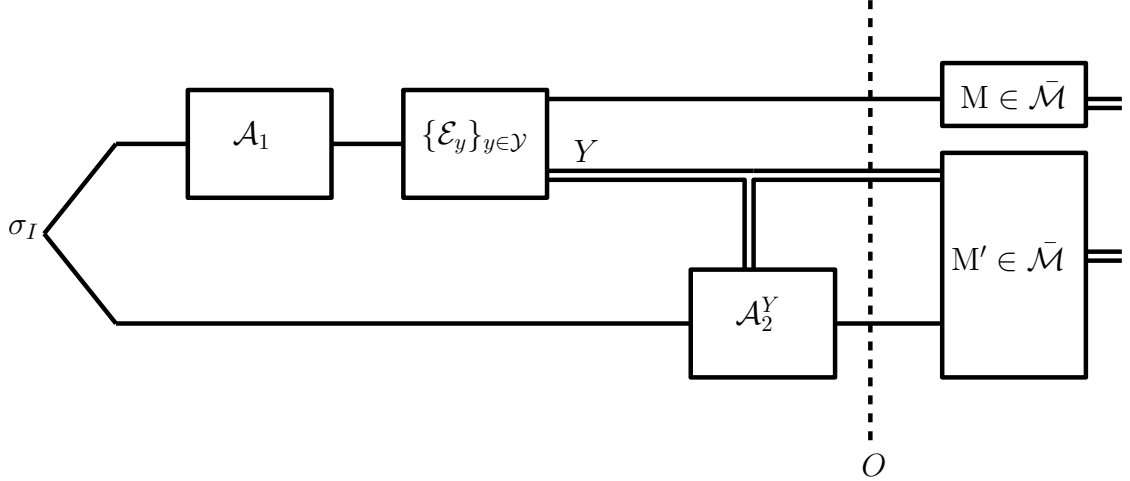 M ∈ ℳ̄
𝒜₁
{ℰ_y}_{y∈𝒴}
Y
σ_I
M′ ∈ ℳ̄
𝒜₂^Y
O